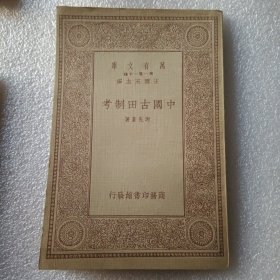 庫文有萬
種千一集一第
編主五雲王
考制田古國中
著
行發館書印務商